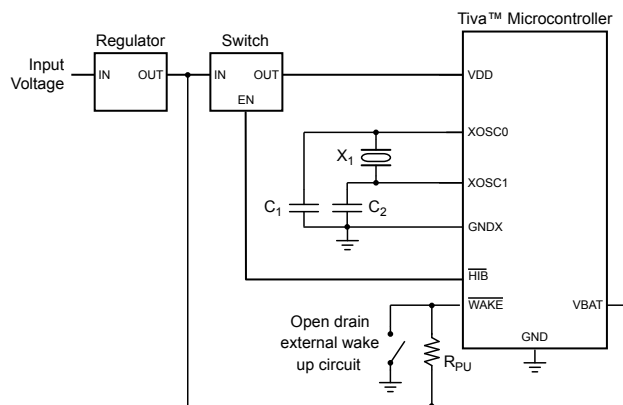 Tiva™ Microcontroller
Regulator
Switch
Input
Voltage
IN
OUT
IN
OUT
EN
VDD
XOSC0
X1
XOSC1
C1
C2
GNDX
HIB
WAKE
VBAT
Open drain
external wake
up circuit
RPU
GND